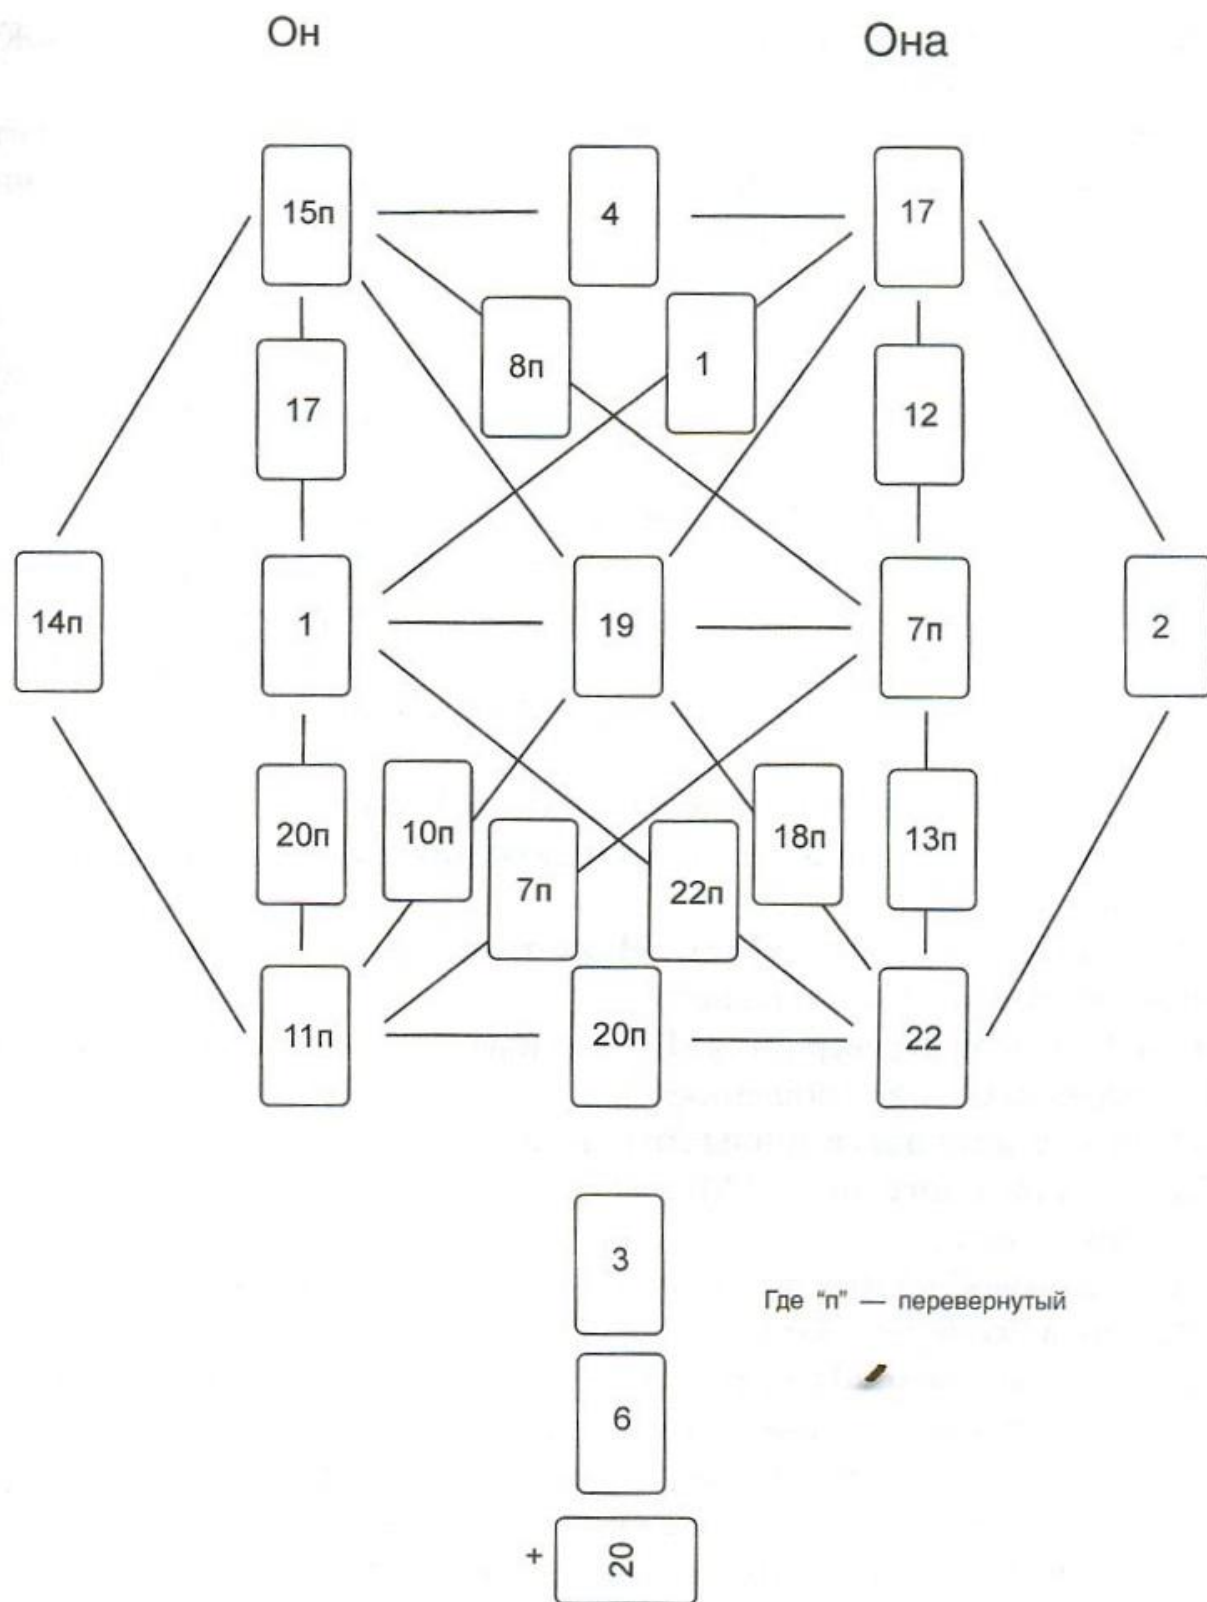 Он Она
15п 4 17
8п 1
17 12
14п 1 19 7п 2
20п 10п 18п 13п
7п 22п
11п 20п 22
3
Где “п” — перевернутый
6
+ 20